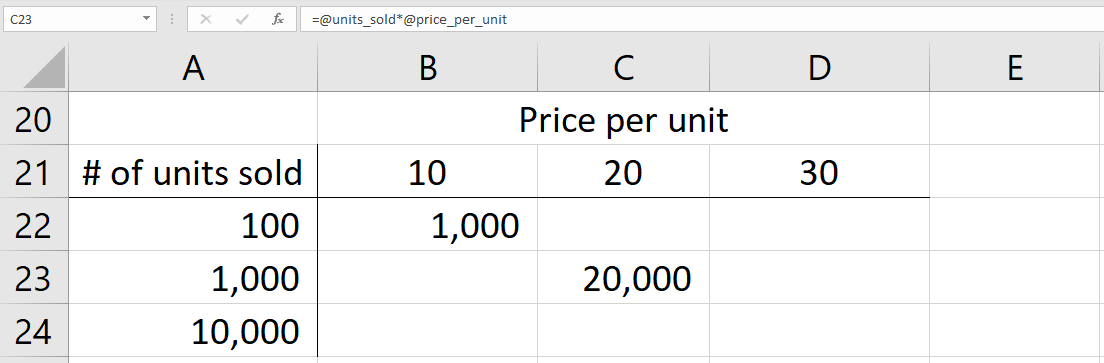 C23 fx =@units_sold*@price_per_unit
A B C D E
20 Price per unit
21 # of units sold 10 20 30
22 100 1,000
23 1,000 20,000
24 10,000